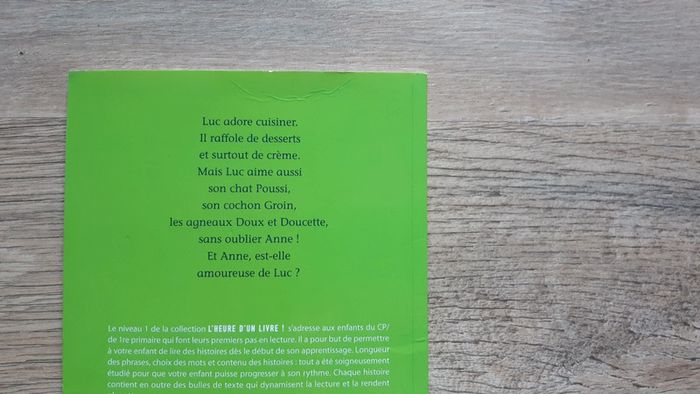 Luc adore cuisiner.
Il raffole de desserts
et surtout de crème.
Mais Luc aime aussi
son chat Poussi,
son cochon Groin,
les agneaux Doux et Doucette,
sans oublier Anne !
Et Anne, est-elle
amoureuse de Luc ?
Le niveau 1 de la collection L'HEURE D'UN LIVRE ! s'adresse aux enfants du CP/
de 1re primaire qui font leurs premiers pas en lecture. Il a pour but de permettre
à votre enfant de lire des histoires dès le début de son apprentissage. Longueur
des phrases, choix des mots et contenu des histoires : tout a été soigneusement
étudié pour que votre enfant puisse progresser à son rythme. Chaque histoire
contient en outre des bulles de texte qui dynamisent la lecture et la rendent